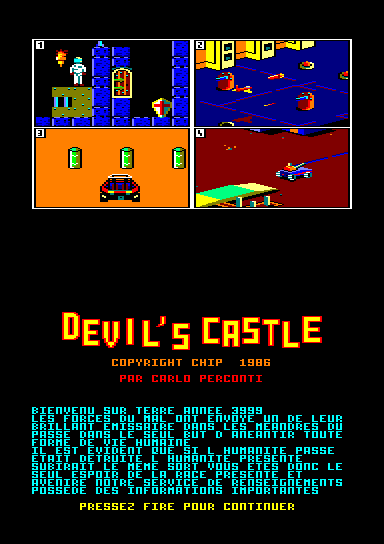 1
2
3
4
DEVIL'S CASTLE
COPYRIGHT CHIP 1986
PAR CARLO PERCONTI
BIENVENU SUR TERRE ANNEE 3999
LES FORCES DU MAL ONT ENVOYE UN DE LEUR
BRILLANT EMISSAIRE DANS LES MEANDRES DU
PASSE DANS LE SEUL BUT D ANEANTIR TOUTE
FORME DE VIE HUMAINE
IL EST EVIDENT QUE SI L HUMANITE PASSE
ETAIT DETRUITE L HUMANITE PRESENTE
SUBIRAIT LE MEME SORT VOUS ETES DONC LE
SEUL ESPOIR DE LA RACE PRESENTE ET
AVENIRE NOTRE SERVICE DE RENSEIGNEMENTS
POSSEDE DES INFORMATIONS IMPORTANTES
PRESSEZ FIRE POUR CONTINUER